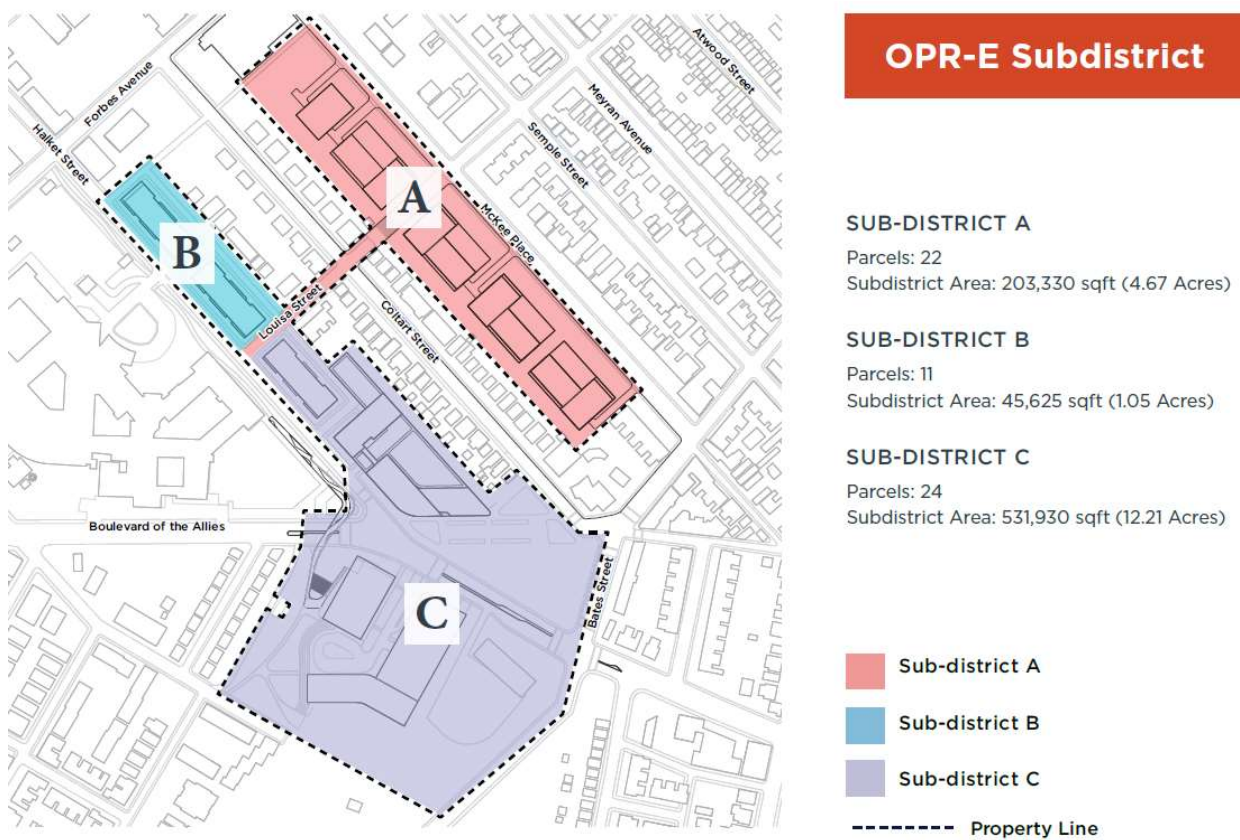 OPR-E Subdistrict
Atwood Street
Meyran Avenue
Semple Street
Forbes Avenue
Halket Street
A
McKee Place
B
Louisa Street
Coltart Street
Boulevard of the Allies
C
Bates Street
SUB-DISTRICT A
Parcels: 22
Subdistrict Area: 203,330 sqft (4.67 Acres)
SUB-DISTRICT B
Parcels: 11
Subdistrict Area: 45,625 sqft (1.05 Acres)
SUB-DISTRICT C
Parcels: 24
Subdistrict Area: 531,930 sqft (12.21 Acres)
Sub-district A
Sub-district B
Sub-district C
Property Line